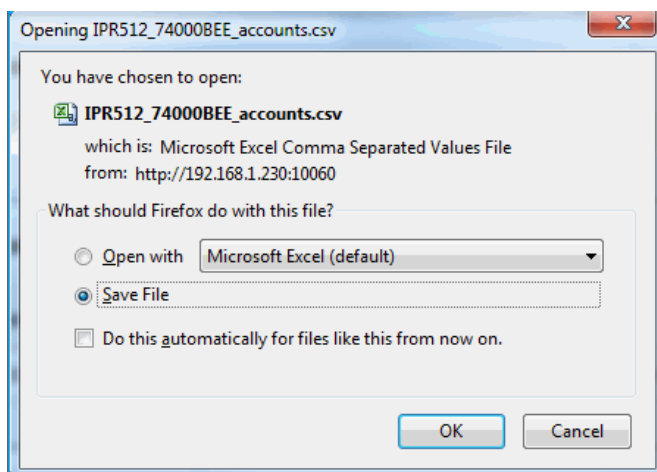 Opening IPR512_74000BEE_accounts.csv
You have chosen to open:
IPR512_74000BEE_accounts.csv
which is: Microsoft Excel Comma Separated Values File
from: http://192.168.1.230:10060
What should Firefox do with this file?
Open with Microsoft Excel (default)
Save File
Do this automatically for files like this from now on.
OK Cancel